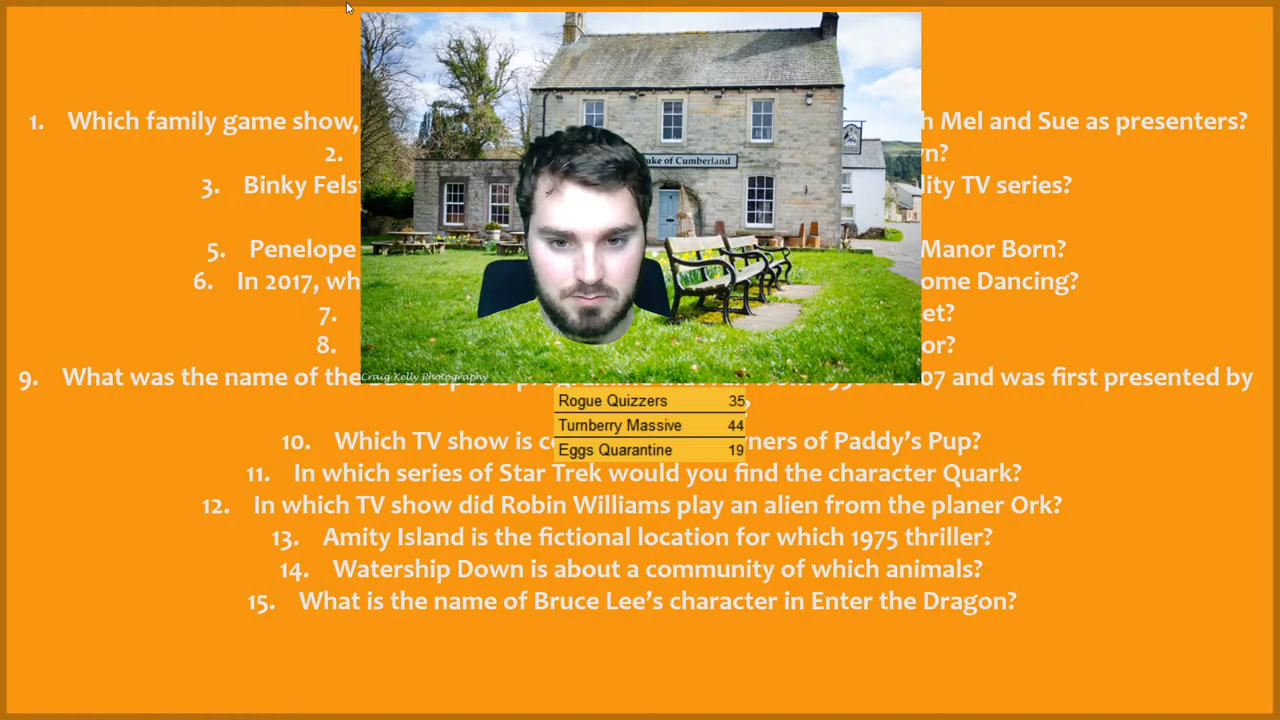 1. Which family game show, h Mel and Sue as presenters?
2. rn?
3. Binky Fels lity TV series?
5. Penelope Manor Born?
6. In 2017, wh ome Dancing?
7. et?
8. or?
9. What was the name of the 07 and was first presented by
10. Which TV show is co ners of Paddy's Pup?
11. In which series of Star Trek would you find the character Quark?
12. In which TV show did Robin Williams play an alien from the planer Ork?
13. Amity Island is the fictional location for which 1975 thriller?
14. Watership Down is about a community of which animals?
15. What is the name of Bruce Lee's character in Enter the Dragon?
uke of Cumberland
Craig Kelly Photography
Rogue Quizzers 35
Turnberry Massive 44
Eggs Quarantine 19